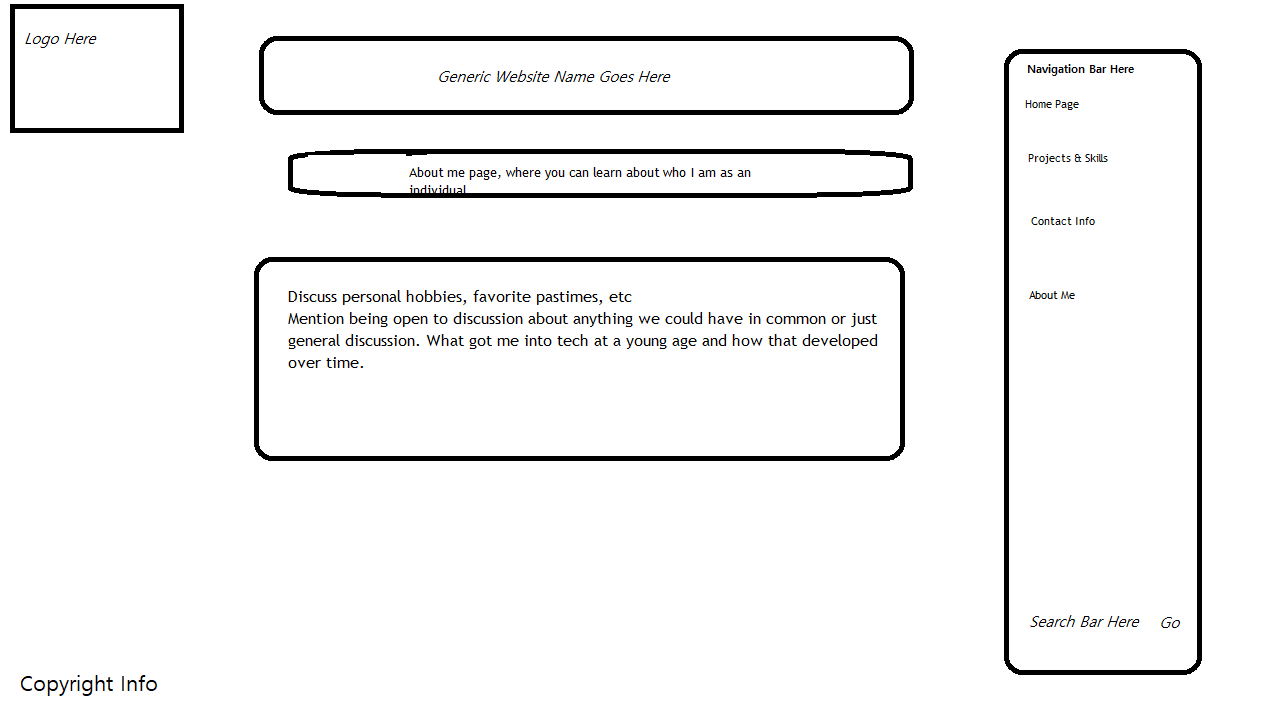 Logo Here
Generic Website Name Goes Here
About me page, where you can learn about who I am as an
individual
Discuss personal hobbies, favorite pastimes, etc
Mention being open to discussion about anything we could have in common or just
general discussion. What got me into tech at a young age and how that developed
over time.
Navigation Bar Here
Home Page
Projects & Skills
Contact Info
About Me
Search Bar Here Go
Copyright Info